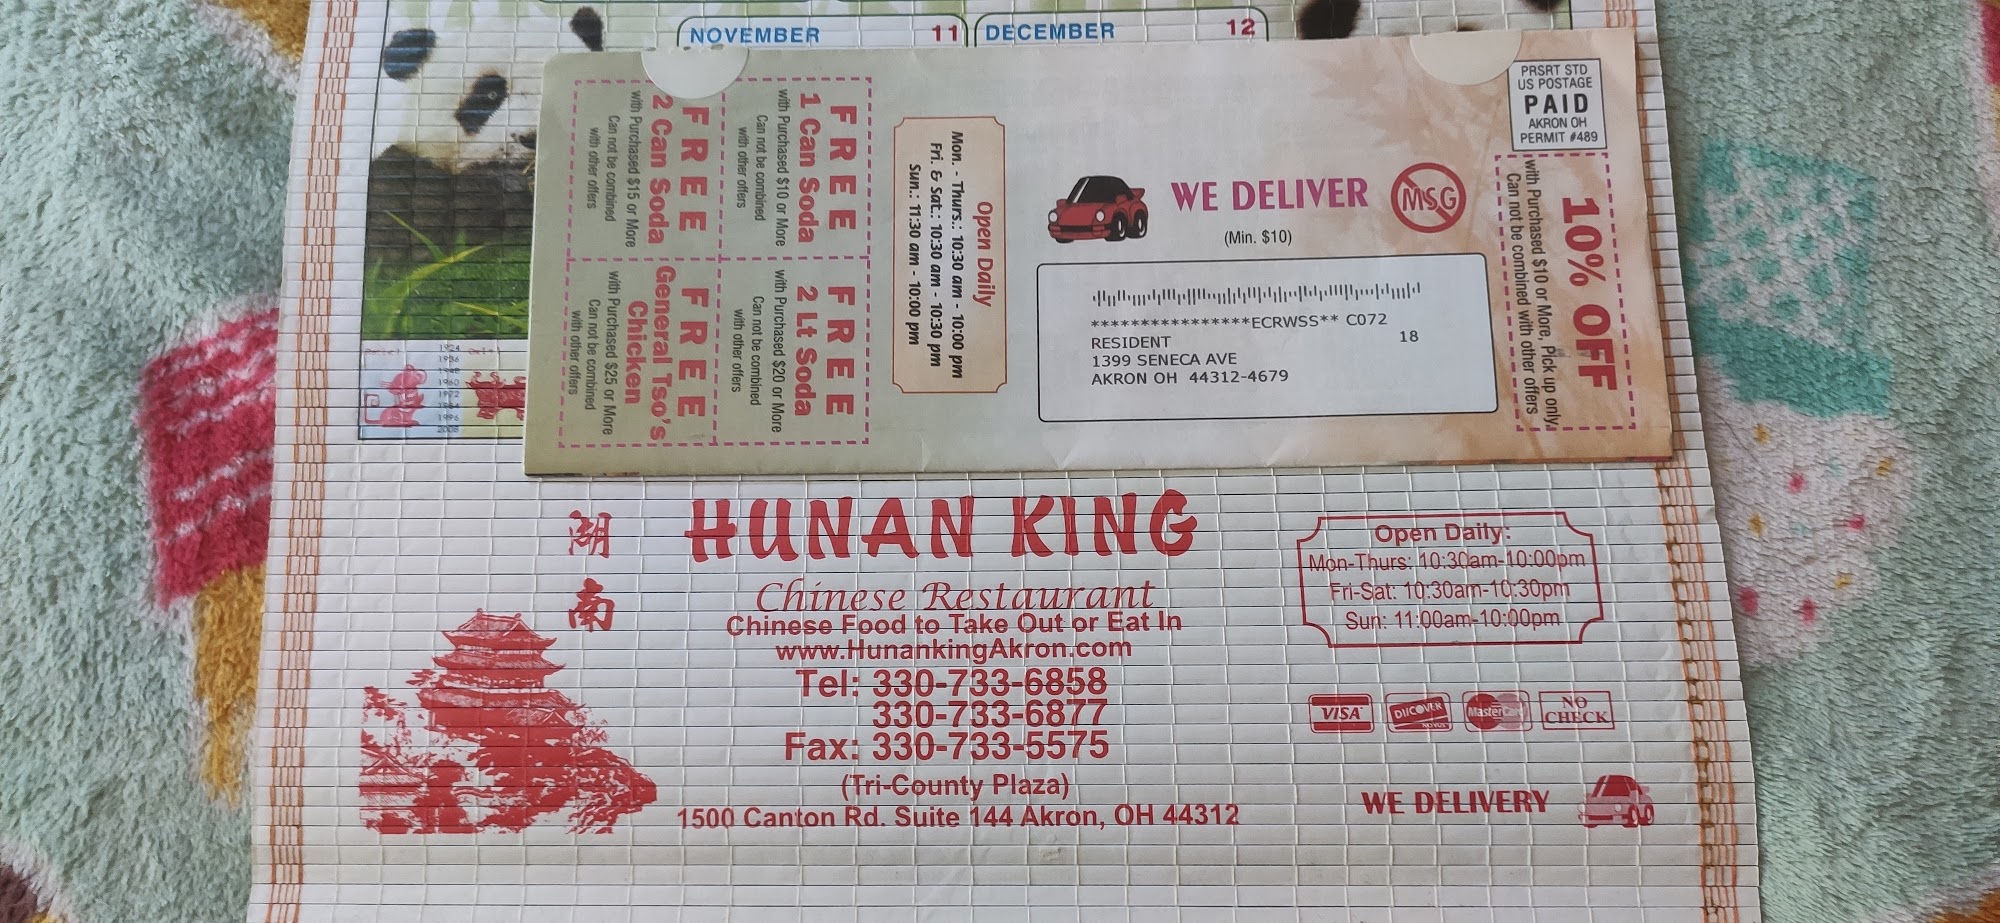 NOVEMBER 11
DECEMBER 12
FREE
1 Can Soda
with Purchased $10 or More
Can not be combined
with other offers
FREE
2 Lt Soda
with Purchased $20 or More
Can not be combined
with other offers
FREE
2 Can Soda
with Purchased $15 or More
Can not be combined
with other offers
FREE
General Tso's
Chicken
with Purchased $25 or More
Can not be combined
with other offers
Open Daily
Mon. - Thurs.: 10:30 am - 10:00 pm
Fri. & Sat.: 10:30 am - 10:30 pm
Sun.: 11:30 am - 10:00 pm
WE DELIVER
(Min. $10)
MSG
PRSRT STD
US POSTAGE
PAID
AKRON OH
PERMIT #489
10% OFF
with Purchased $10 or More, Pick up only
Can not be combined with other offers
****************ECRWSS** C072
18
RESIDENT
1399 SENECA AVE
AKRON OH 44312-4679
1924
1936
1948
1960
1972
1984
1996
2008
湖
南
HUNAN KING
Chinese Restaurant
Chinese Food to Take Out or Eat In
www.HunankingAkron.com
Tel: 330-733-6858
330-733-6877
Fax: 330-733-5575
(Tri-County Plaza)
1500 Canton Rd. Suite 144 Akron, OH 44312
Open Daily:
Mon-Thurs: 10:30am-10:00pm
Fri-Sat: 10:30am-10:30pm
Sun: 11:00am-10:00pm
VISA
DISCOVER
NOVUS
MasterCard
NO
CHECK
WE DELIVERY